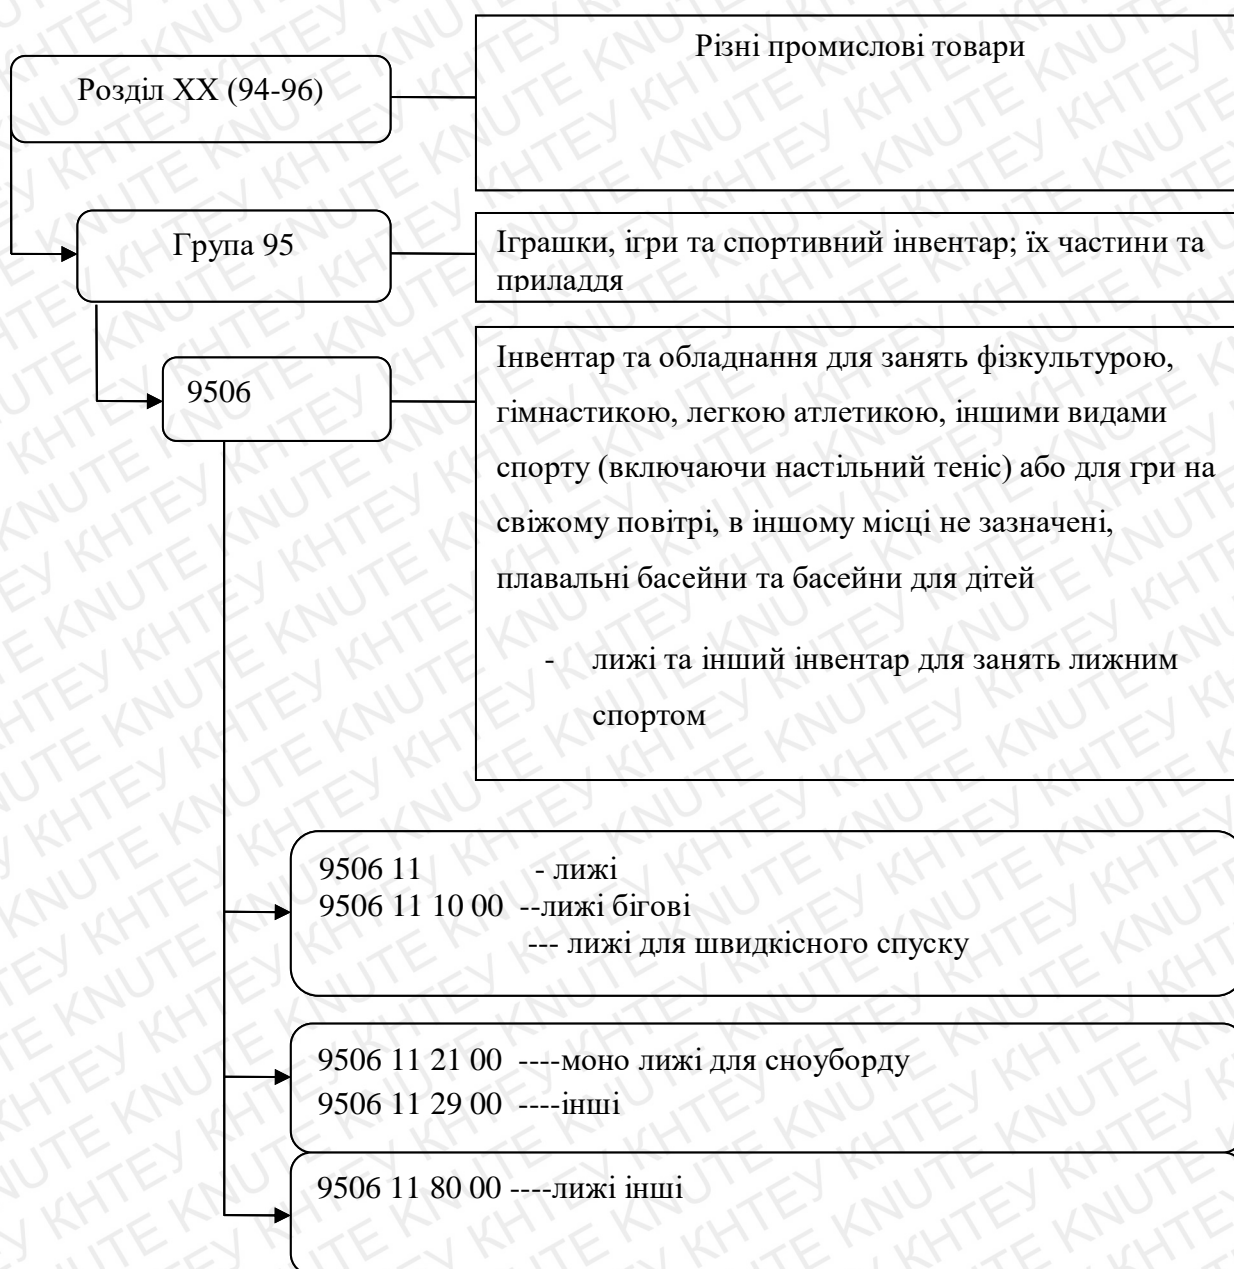 Різні промислові товари
Розділ XX (94-96)
Група 95
Іграшки, ігри та спортивний інвентар; їх частини та
приладдя
9506
Інвентар та обладнання для занять фізкультурою,
гімнастикою, легкою атлетикою, іншими видами
спорту (включаючи настільний теніс) або для гри на
свіжому повітрі, в іншому місці не зазначені,
плавальні басейни та басейни для дітей
- лижі та інший інвентар для занять лижним
спортом
9506 11 - лижі
9506 11 10 00 --лижі бігові
--- лижі для швидкісного спуску
9506 11 21 00 ----моно лижі для сноуборду
9506 11 29 00 ----інші
9506 11 80 00 ----лижі інші